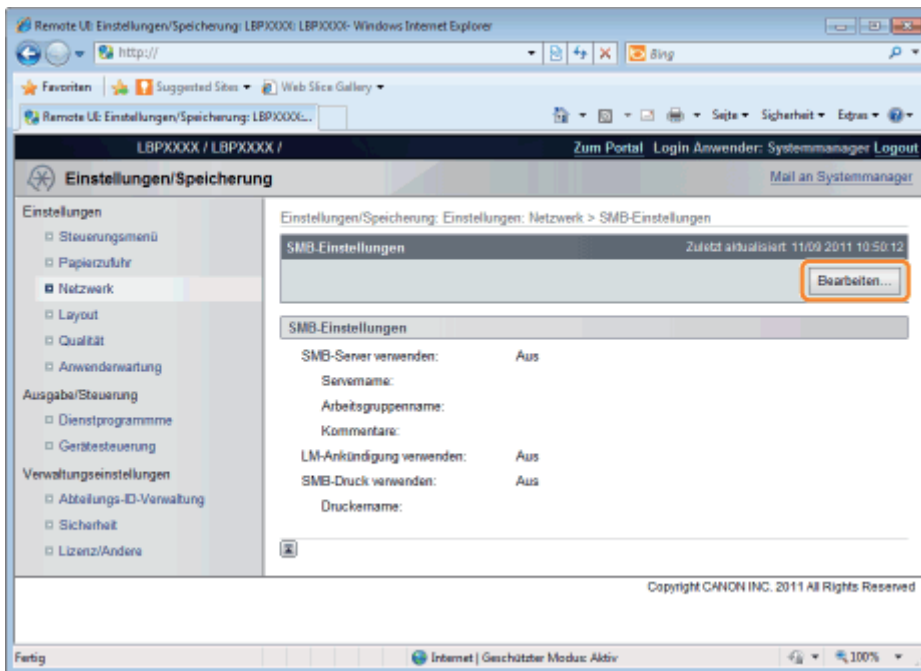 Remote UI: Einstellungen/Speicherung: LBPXXXX: LBPXXXX - Windows Internet Explorer
http://
Bing
Favoriten Suggested Sites Web Slice Gallery
Remote UI: Einstellungen/Speicherung: LBPXXXX:... Seite Sicherheit Extras
LBPXXXX / LBPXXXX / Zum Portal Login Anwender: Systemmanager Logout
Einstellungen/Speicherung Mail an Systemmanager
Einstellungen
Steuerungsmenü
Papierzufuhr
Netzwerk
Layout
Qualität
Anwenderwartung
Ausgabe/Steuerung
Dienstprogrammme
Gerätesteuerung
Verwaltungseinstellungen
Abteilungs-ID-Verwaltung
Sicherheit
Lizenz/Andere
Einstellungen/Speicherung: Einstellungen: Netzwerk > SMB-Einstellungen
SMB-Einstellungen Zuletzt aktualisiert: 11/09 2011 10:50:12
Bearbeiten...
SMB-Einstellungen
SMB-Server verwenden: Aus
Servername:
Arbeitsgruppenname:
Kommentare:
LM-Ankündigung verwenden: Aus
SMB-Druck verwenden: Aus
Druckername:
Copyright CANON INC. 2011 All Rights Reserved
Fertig Internet | Geschützter Modus: Aktiv 100%